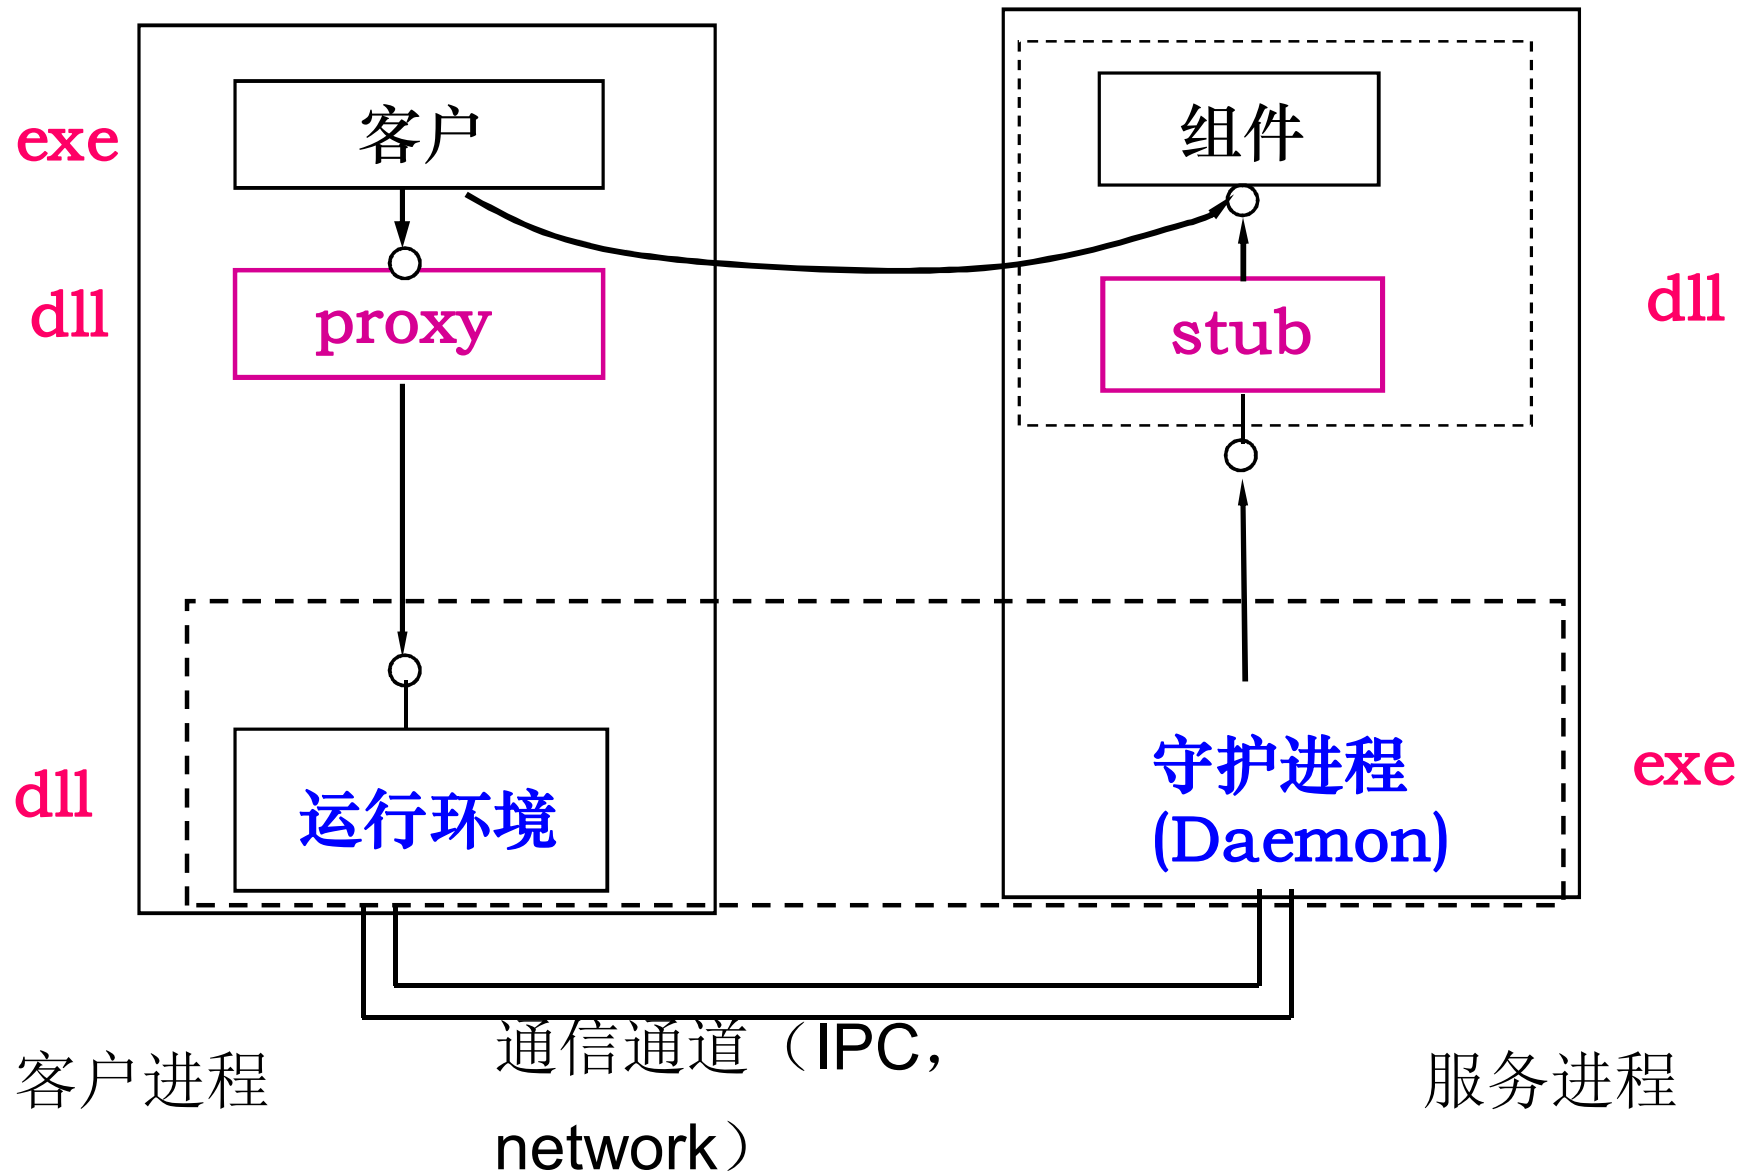 exe
客户
组件
dll
proxy
stub
dll
dll
运行环境
守护进程
(Daemon)
exe
客户进程
通信通道（IPC，
network）
服务进程